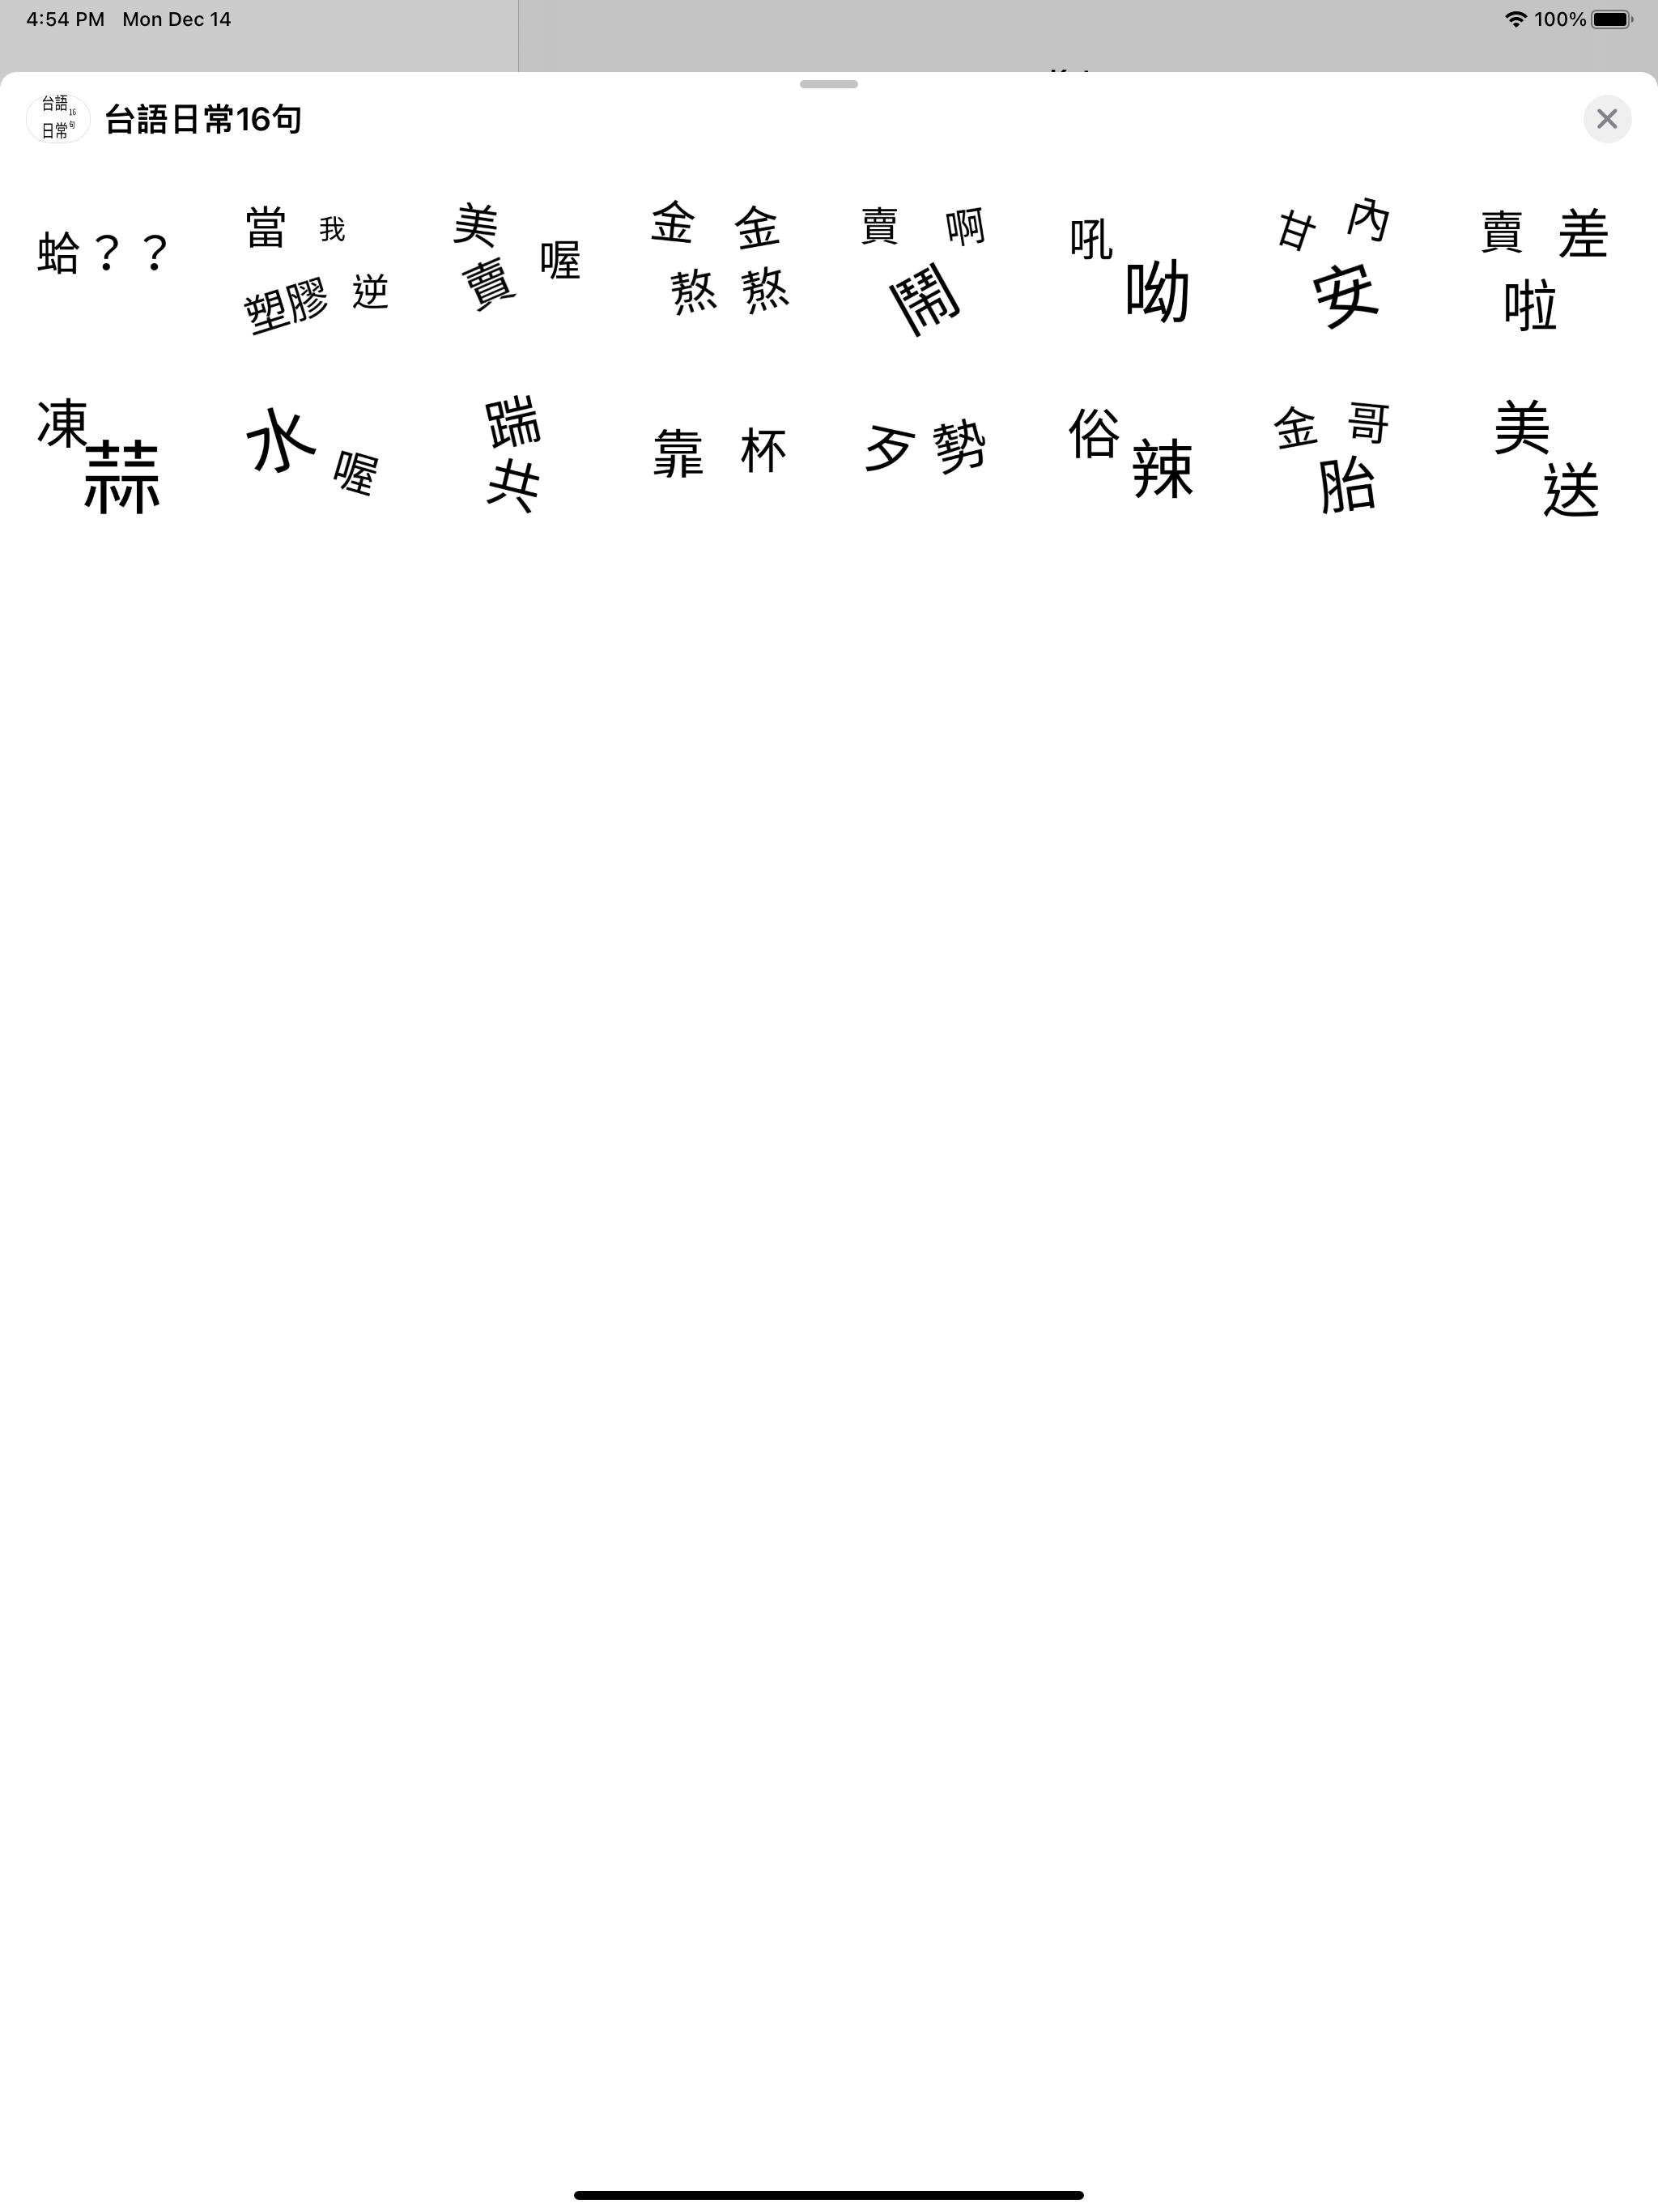 4:54 PM Mon Dec 14
100%
台語
16
日常
句
台語日常16句
蛤？？
當 我
塑膠 逆
美
賣 喔
金 金
熬 熬
賣 啊
鬧
吼
呦
甘 內
安
賣 差
啦
凍
蒜
水
喔
踹
共
靠 杯
歹 勢
俗
辣
金 哥
胎
美
送